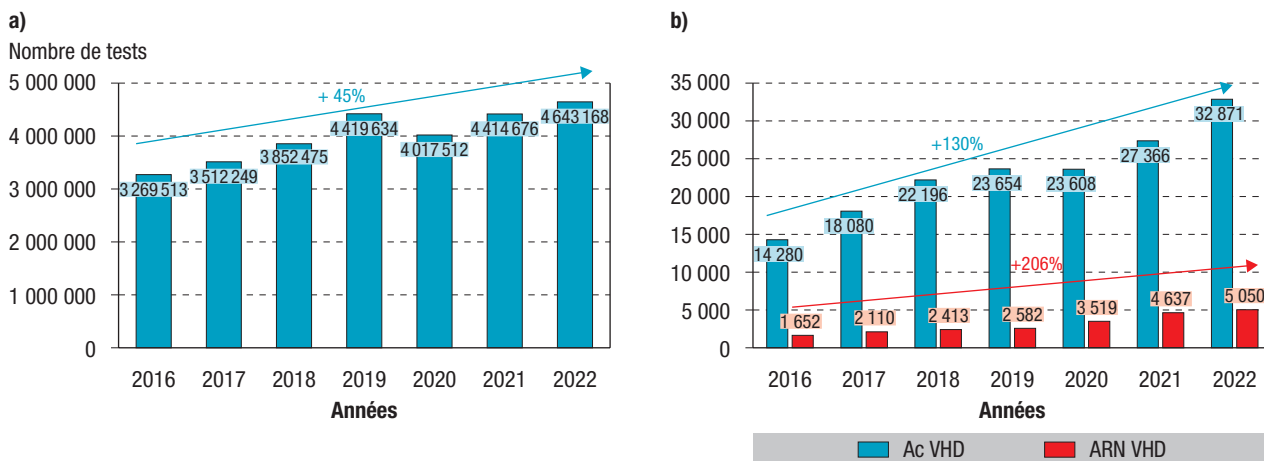 a)
Nombre de tests
5 000 000
4 000 000
3 000 000
2 000 000
1 000 000
0
+ 45%
3 269 513
3 512 249
3 852 475
4 419 634
4 017 512
4 414 676
4 643 168
2016 2017 2018 2019 2020 2021 2022
Années
b)
35 000
30 000
25 000
20 000
15 000
10 000
5 000
0
+130%
+206%
14 280
18 080
22 196
23 654
23 608
27 366
32 871
1 652
2 110
2 413
2 582
3 519
4 637
5 050
2016 2017 2018 2019 2020 2021 2022
Années
Ac VHD ARN VHD